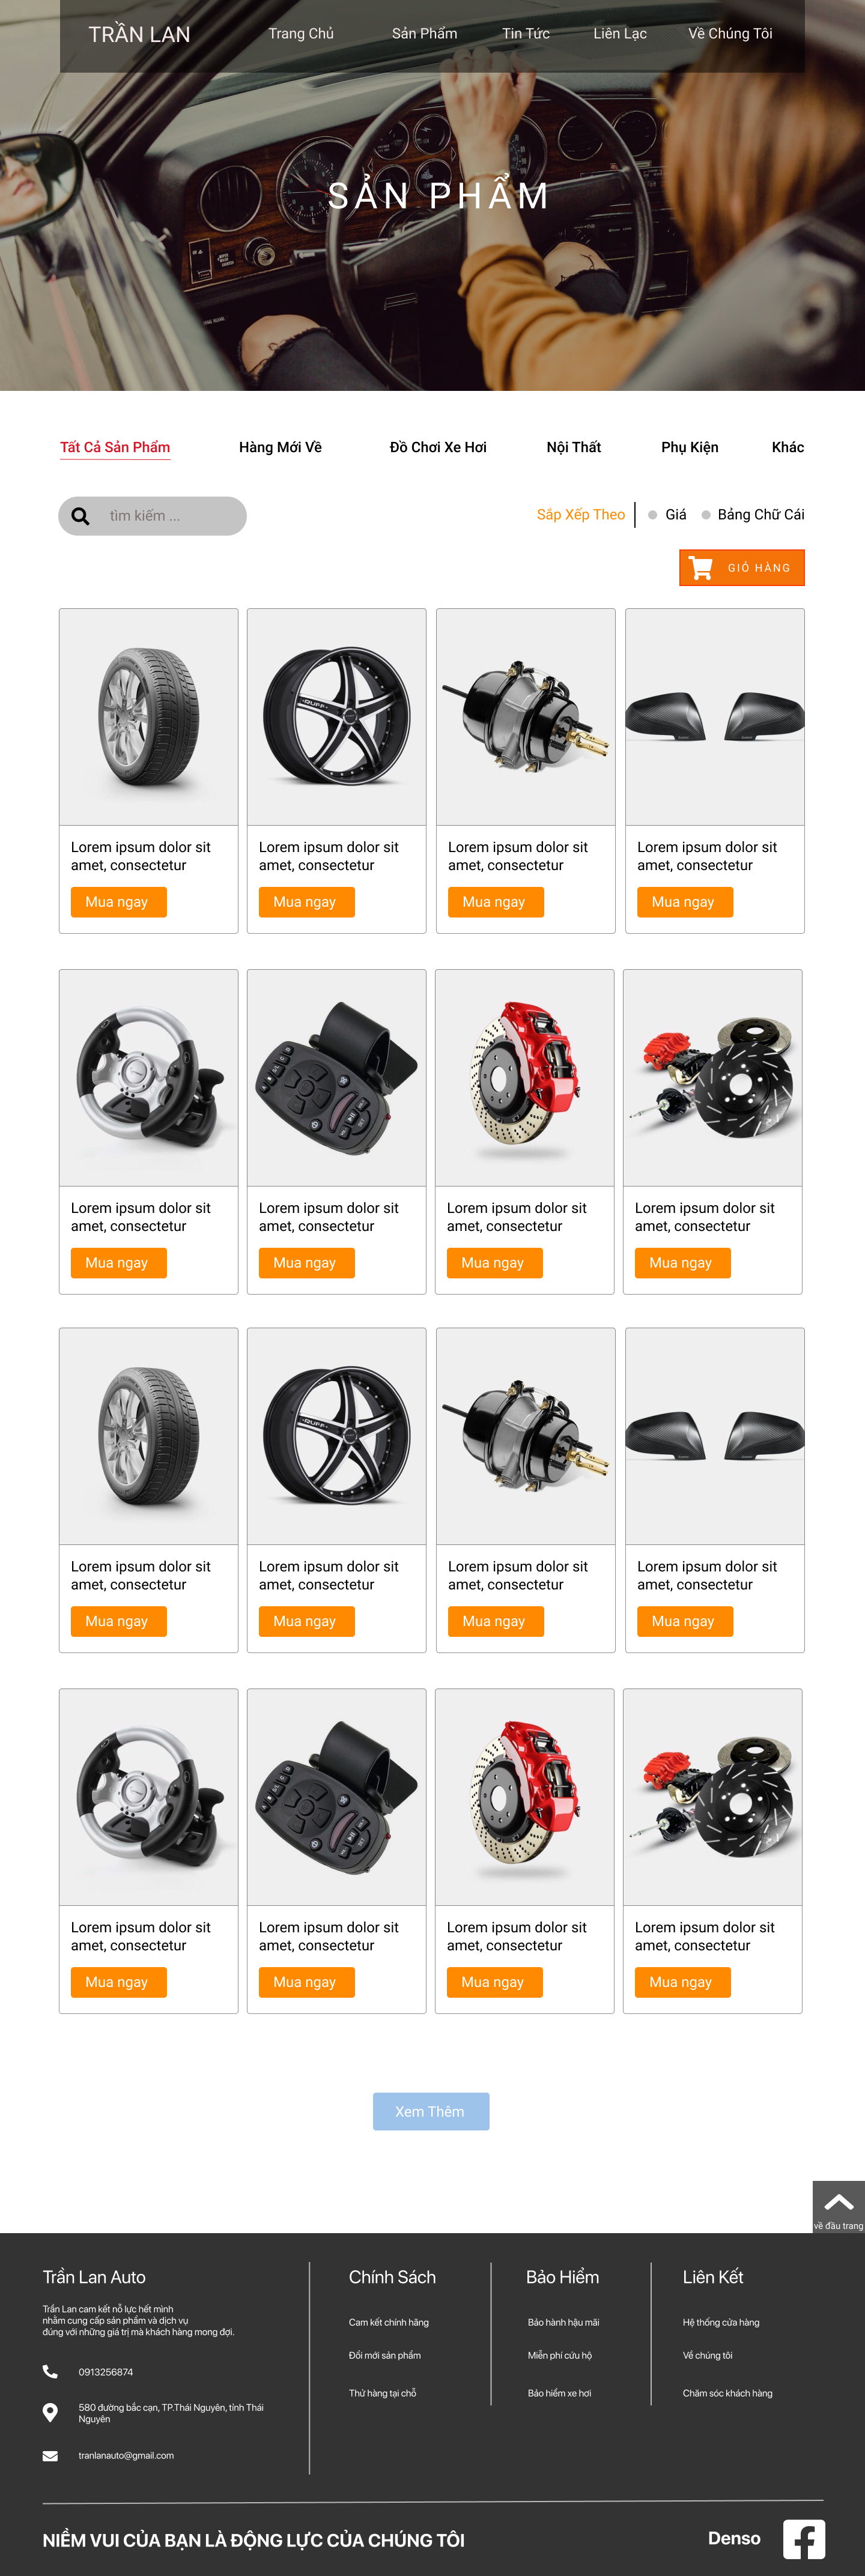 TRẦN LAN
Trang Chủ
Sản Phẩm
Tin Tức
Liên Lạc
Về Chúng Tôi
SẢN PHẨM
Tất Cả Sản Phẩm
Hàng Mới Về
Đồ Chơi Xe Hơi
Nội Thất
Phụ Kiện
Khác
tìm kiếm ...
Sắp Xếp Theo
Giá
Bảng Chữ Cái
GIỎ HÀNG
RUFF
RUFF
Lorem ipsum dolor sit
amet, consectetur
Mua ngay
Lorem ipsum dolor sit
amet, consectetur
Mua ngay
Lorem ipsum dolor sit
amet, consectetur
Mua ngay
Lorem ipsum dolor sit
amet, consectetur
Mua ngay
Lorem ipsum dolor sit
amet, consectetur
Mua ngay
Lorem ipsum dolor sit
amet, consectetur
Mua ngay
Lorem ipsum dolor sit
amet, consectetur
Mua ngay
Lorem ipsum dolor sit
amet, consectetur
Mua ngay
Lorem ipsum dolor sit
amet, consectetur
Mua ngay
Lorem ipsum dolor sit
amet, consectetur
Mua ngay
Lorem ipsum dolor sit
amet, consectetur
Mua ngay
Lorem ipsum dolor sit
amet, consectetur
Mua ngay
Lorem ipsum dolor sit
amet, consectetur
Mua ngay
Lorem ipsum dolor sit
amet, consectetur
Mua ngay
Lorem ipsum dolor sit
amet, consectetur
Mua ngay
Lorem ipsum dolor sit
amet, consectetur
Mua ngay
Xem Thêm
về đầu trang
Trần Lan Auto
Trần Lan cam kết nỗ lực hết mình
nhằm cung cấp sản phẩm và dịch vụ
đúng với những giá trị mà khách hàng mong đợi.
0913256874
580 đường bắc cạn, TP.Thái Nguyên, tỉnh Thái
Nguyên
tranlanauto@gmail.com
Chính Sách
Cam kết chính hãng
Đổi mới sản phẩm
Thử hàng tại chỗ
Bảo Hiểm
Bảo hành hậu mãi
Miễn phí cứu hộ
Bảo hiểm xe hơi
Liên Kết
Hệ thống cửa hàng
Về chúng tôi
Chăm sóc khách hàng
NIỀM VUI CỦA BẠN LÀ ĐỘNG LỰC CỦA CHÚNG TÔI
Denso